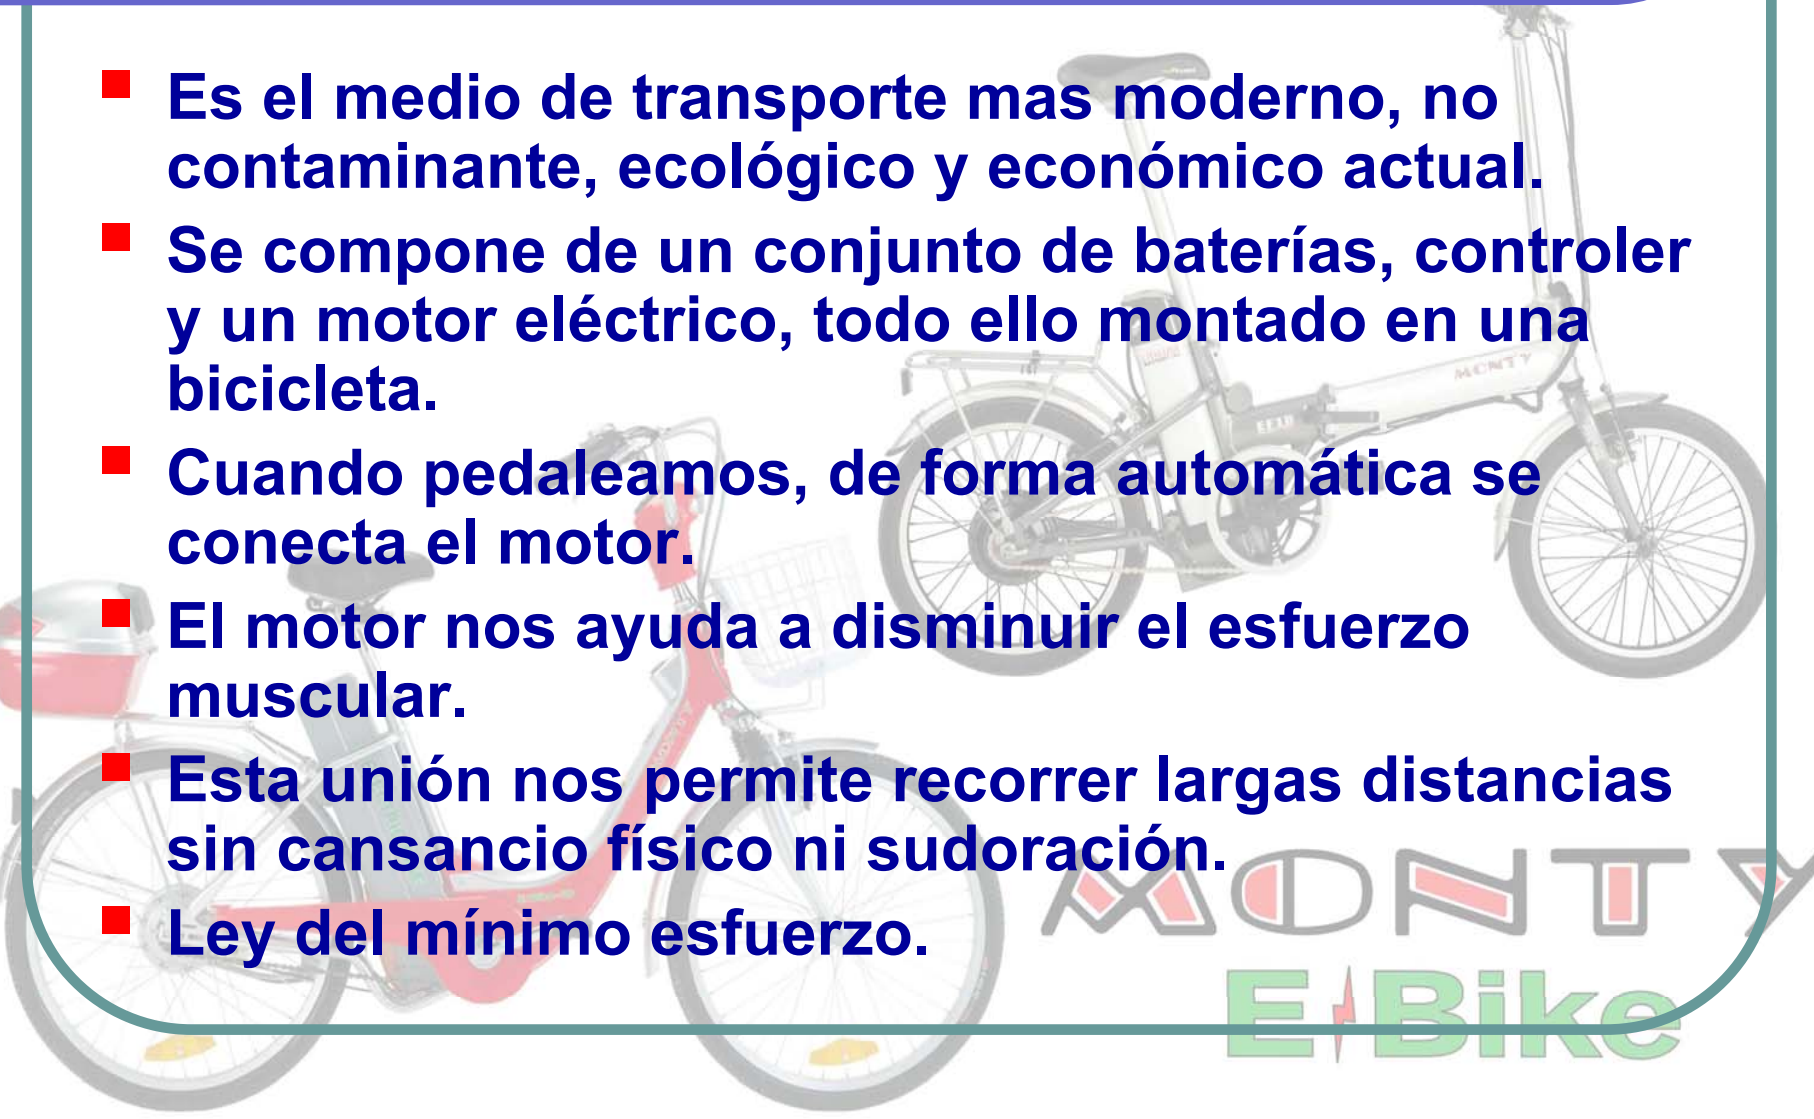 Es el medio de transporte mas moderno, no
contaminante, ecológico y económico actual.
Se compone de un conjunto de baterías, controler
y un motor eléctrico, todo ello montado en una
bicicleta.
Cuando pedaleamos, de forma automática se
conecta el motor.
El motor nos ayuda a disminuir el esfuerzo
muscular.
Esta unión nos permite recorrer largas distancias
sin cansancio físico ni sudoración.
Ley del mínimo esfuerzo.
MONTY
E Bike
MONTY